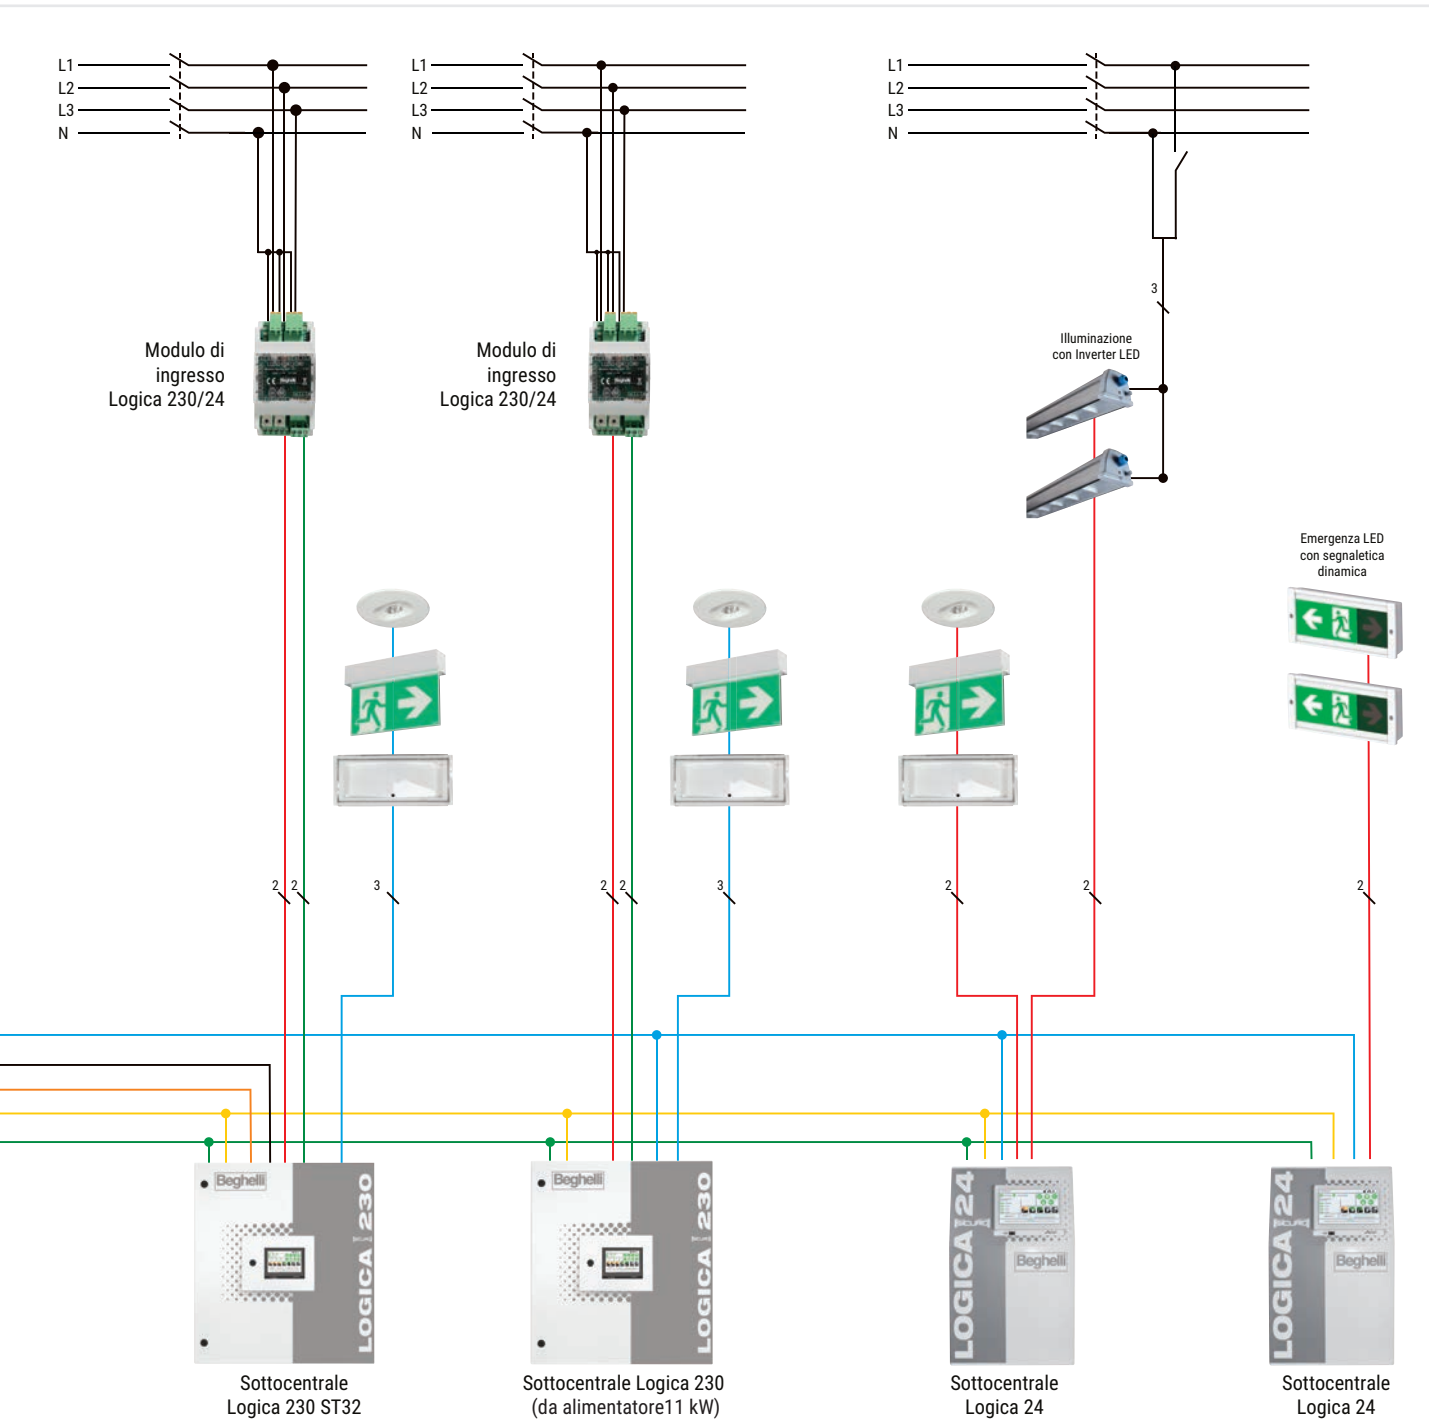 L1
L2
L3
N
L1
L2
L3
N
L1
L2
L3
N
3
Modulo di
ingresso
Logica 230/24
Modulo di
ingresso
Logica 230/24
Illuminazione
con Inverter LED
Emergenza LED
con segnaletica
dinamica
2
2
3
2
2
3
2
2
2
Beghelli
LOGICA 230
Beghelli
LOGICA 230
LOGICA 24
Beghelli
LOGICA 24
Beghelli
Sottocentrale
Logica 230 ST32
Sottocentrale Logica 230
(da alimentatore11 kW)
Sottocentrale
Logica 24
Sottocentrale
Logica 24